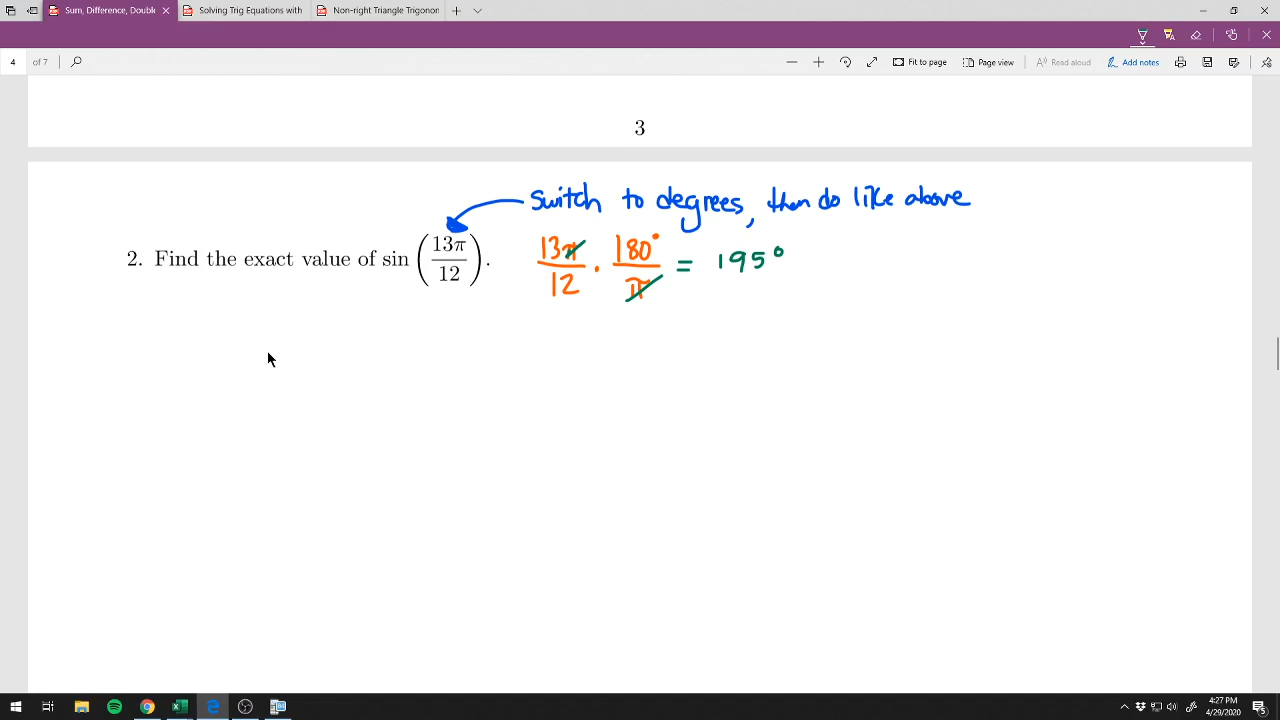 Sum, Difference, Doubl
Solving Trig Equations with
Non-right Triangle Trigonom
4 of 7
Fit to page
Page view
Read aloud
Add notes
3
switch to degrees, then do like above
2. Find the exact value of sin (13π/12). 13π/12 · 180°/π = 195°
4:27 PM
4/29/2020